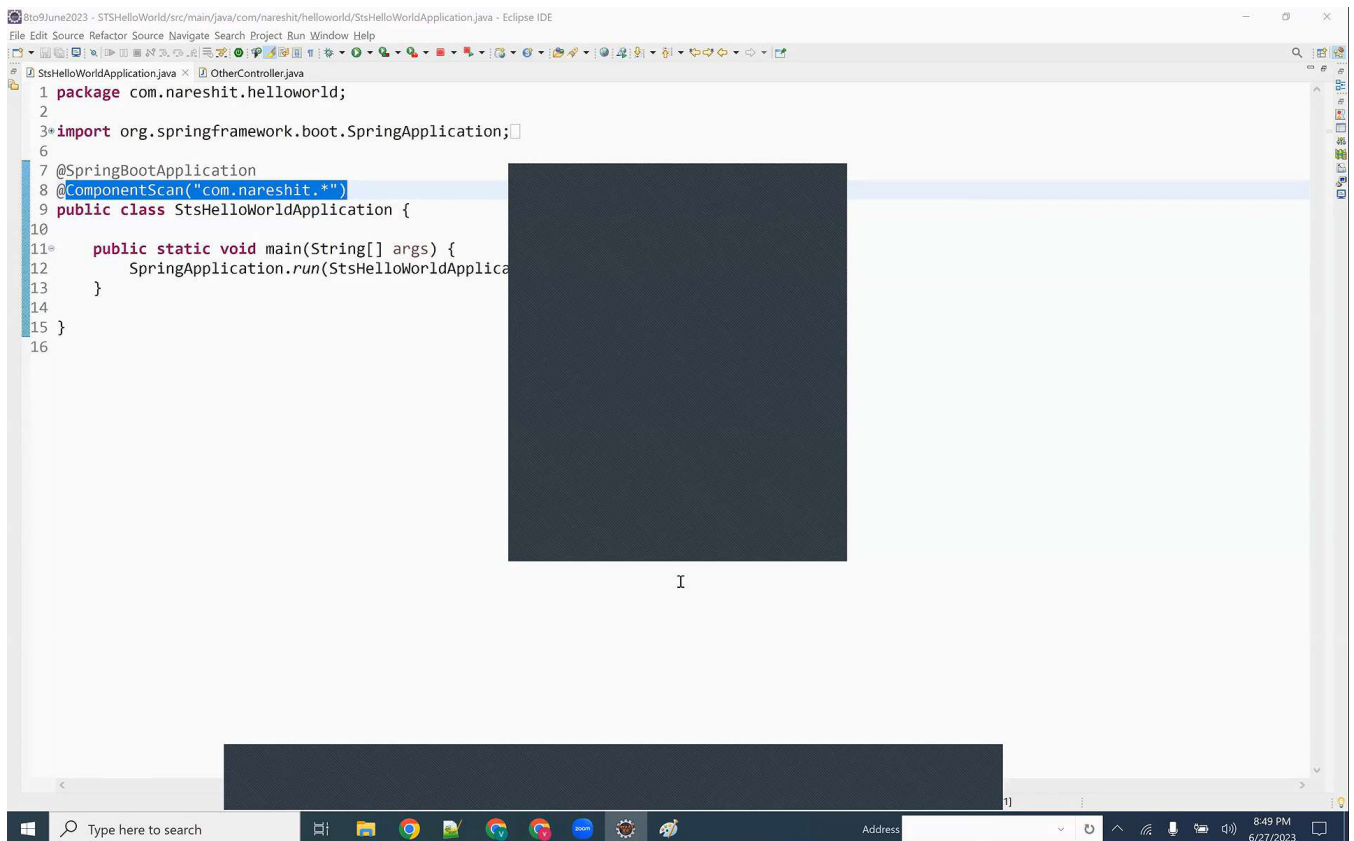 8to9June2023 - STSHelloWorld/src/main/java/com/nareshit/helloworld/StsHelloWorldApplication.java - Eclipse IDE
File Edit Source Refactor Source Navigate Search Project Run Window Help
StsHelloWorldApplication.java OtherController.java
1 package com.nareshit.helloworld;
2
3 import org.springframework.boot.SpringApplication;
6
7 @SpringBootApplication
8 @ComponentScan("com.nareshit.*")
9 public class StsHelloWorldApplication {
10
11 public static void main(String[] args) {
12 SpringApplication.run(StsHelloWorldApplica
13 }
14
15 }
16
1]
Type here to search
zoom
Address
8:49 PM
6/27/2023